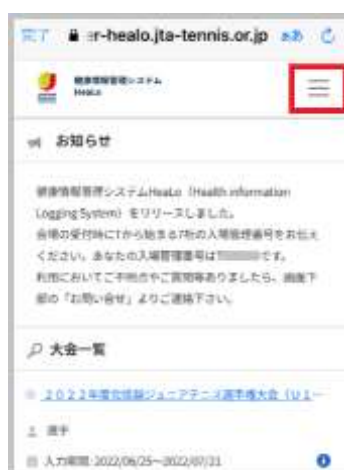 完了 r-healo.jta-tennis.or.jp ああ
健康情報管理システム
HeaLo
お知らせ
健康情報管理システムHeaLo（Health information
Logging System）をリリースしました。
会場の受付時にTから始まる7桁の入場管理番号をお伝え
ください。あなたの入場管理番号はT です。
利用においてご不明点やご質問等ありましたら、画面下
部の「お問い合せ」よりご連絡下さい。
大会一覧
2022年度 ジュニアテニス選手権大会（U1…
選手
入力期間:2022/06/25～2022/07/21